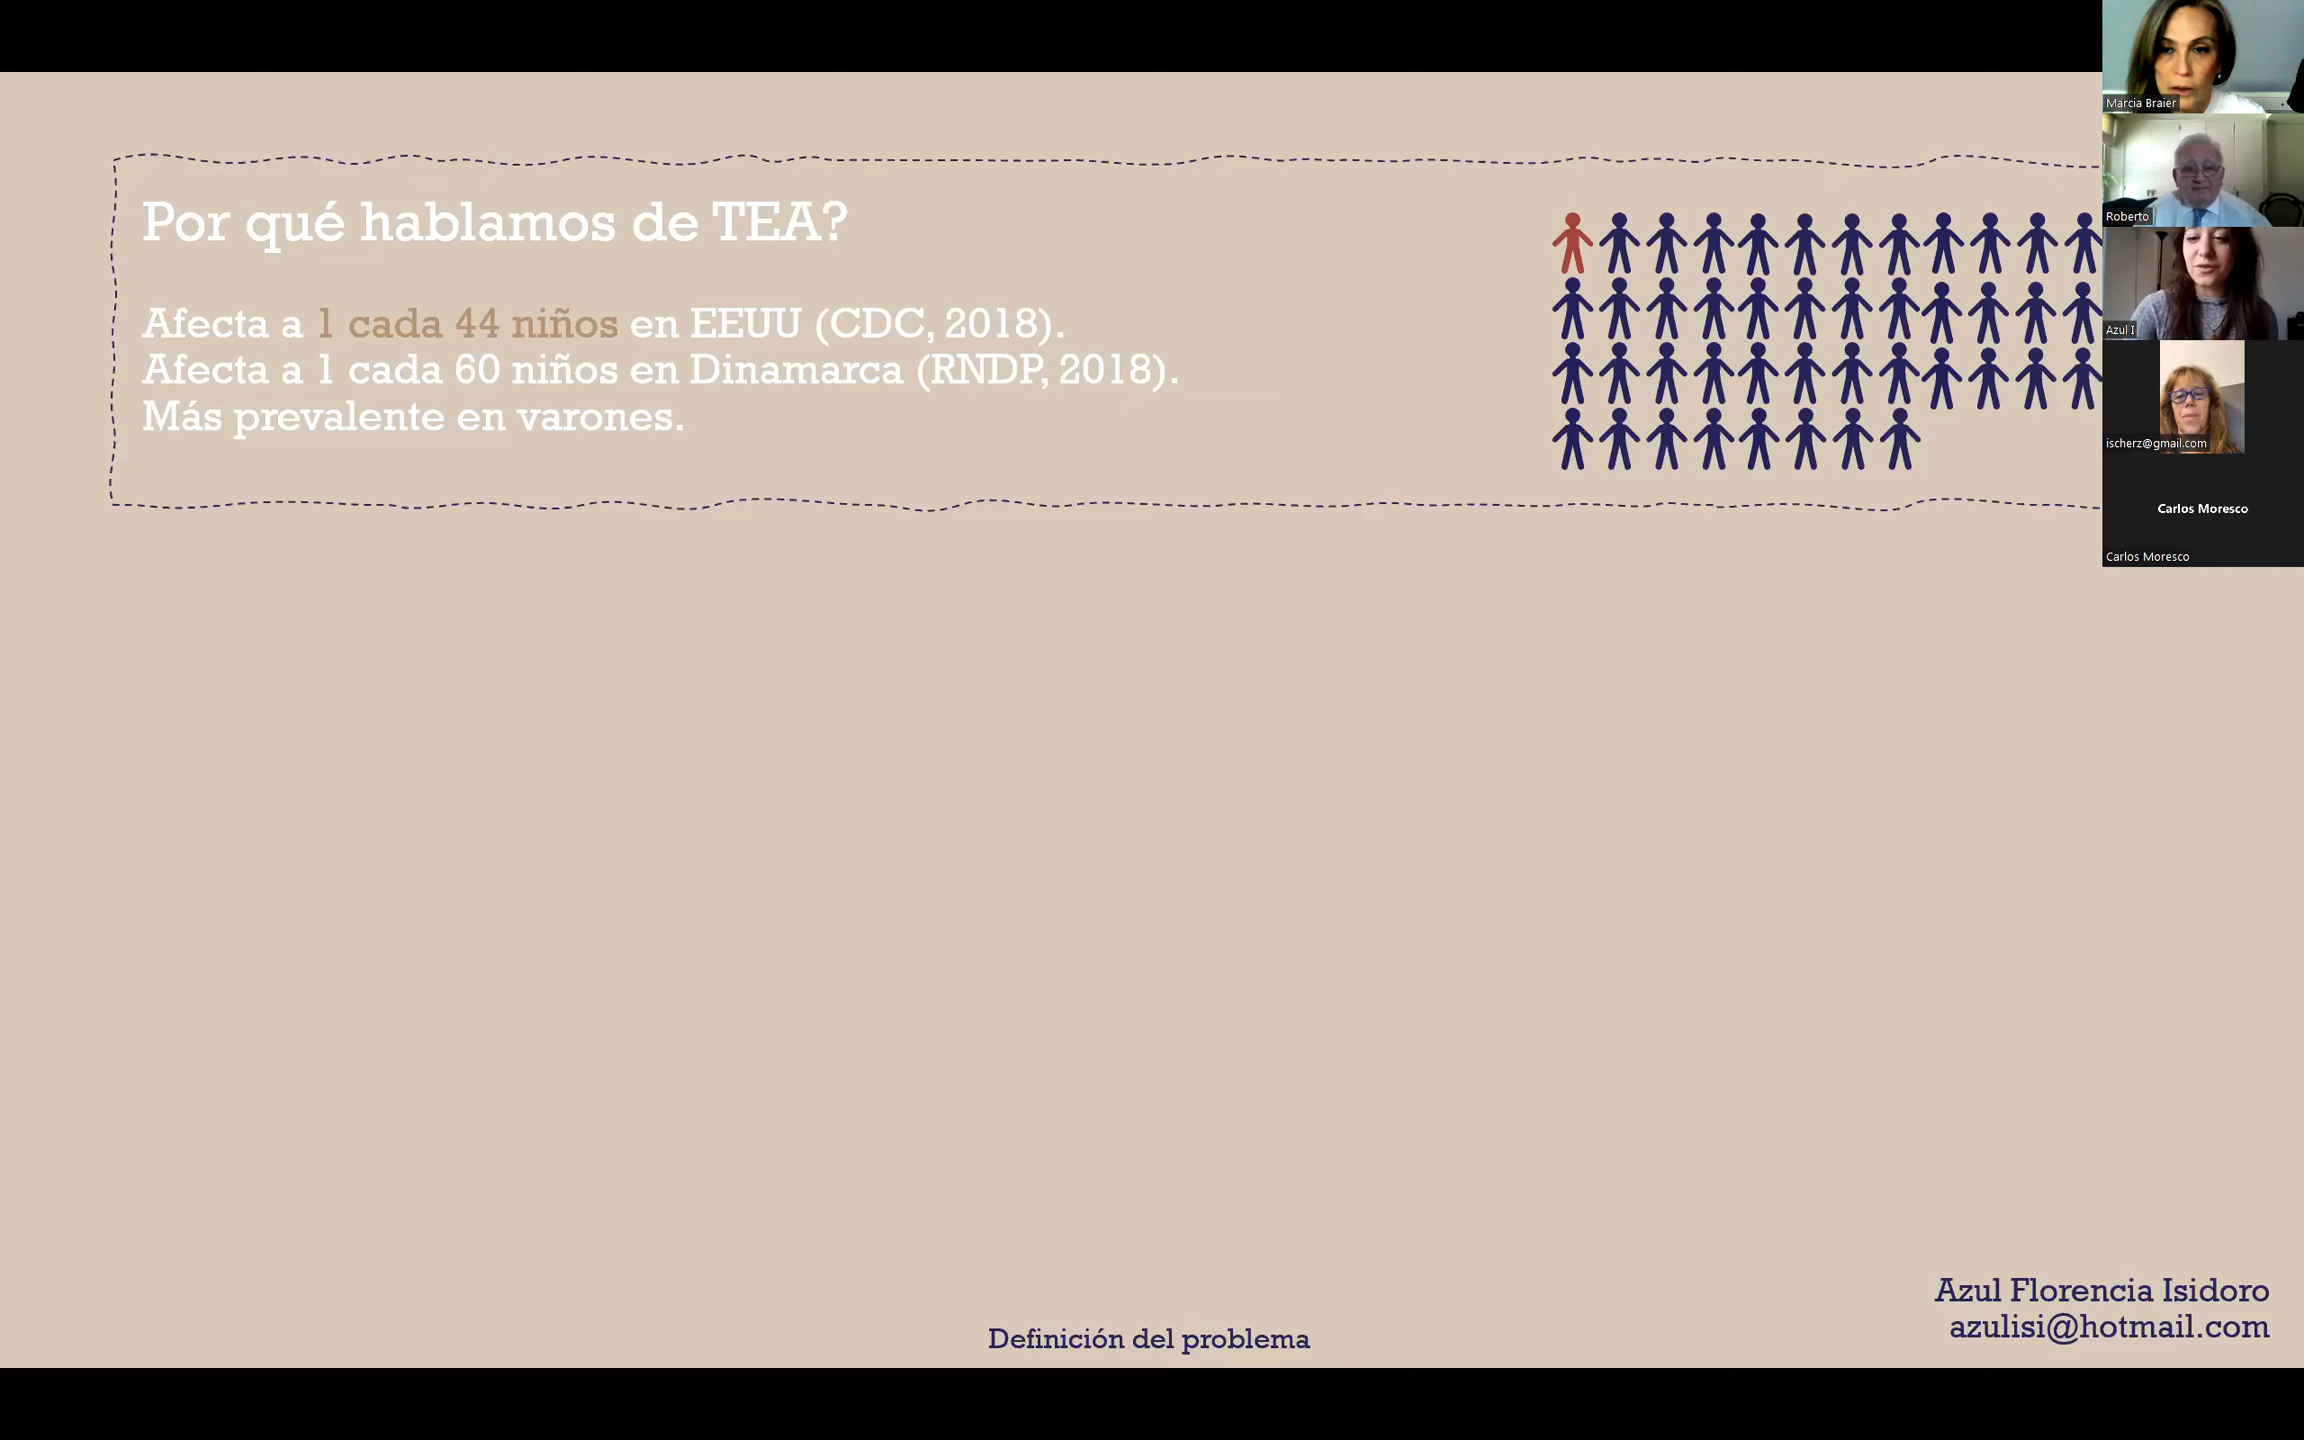 Por qué hablamos de TEA?
Afecta a 1 cada 44 niños en EEUU (CDC, 2018).
Afecta a 1 cada 60 niños en Dinamarca (RNDP, 2018).
Más prevalente en varones.
Marcia Braier
Roberto
Azul I
ischerz@gmail.com
Carlos Moresco
Carlos Moresco
Azul Florencia Isidoro
azulisi@hotmail.com
Definición del problema